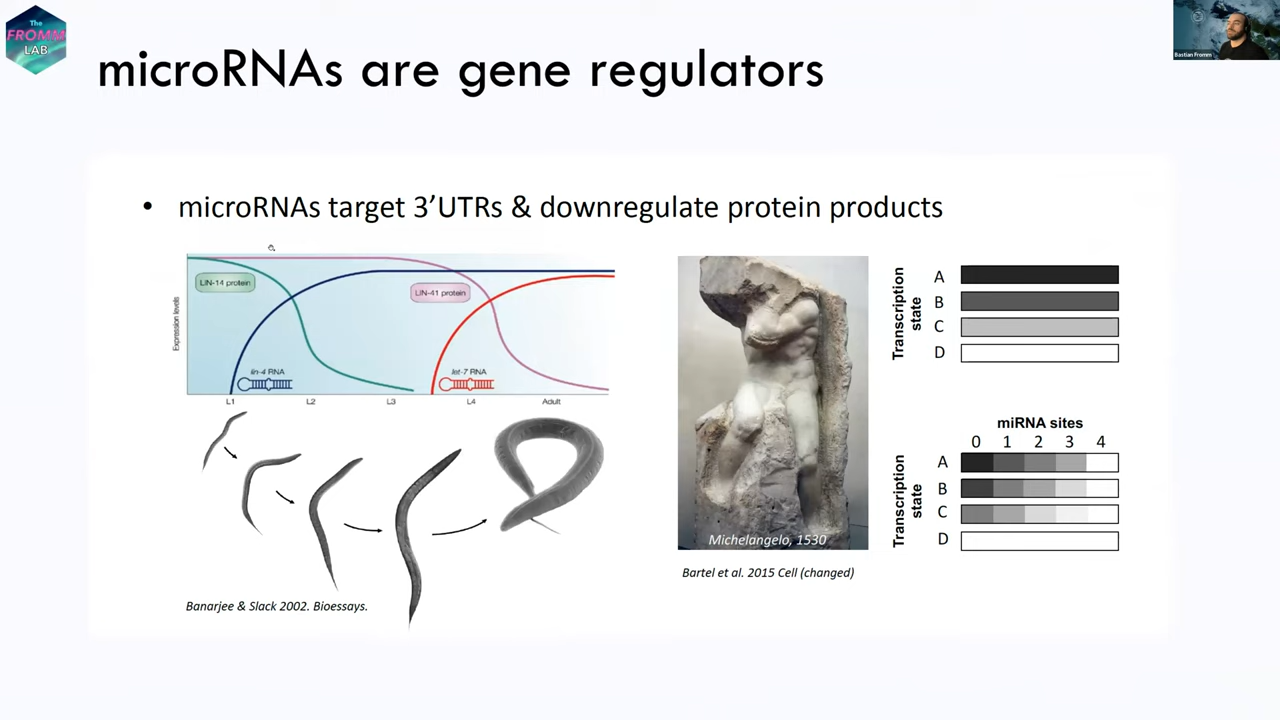 The
FROMM
LAB
Bastian Fromm
microRNAs are gene regulators
• microRNAs target 3’UTRs & downregulate protein products
Expression levels
LIN-14 protein
LIN-41 protein
lin-4 RNA
let-7 RNA
L1 L2 L3 L4 Adult
Banarjee & Slack 2002. Bioessays.
Michelangelo, 1530
Bartel et al. 2015 Cell (changed)
Transcription
state
A
B
C
D
miRNA sites
0 1 2 3 4
Transcription
state
A
B
C
D